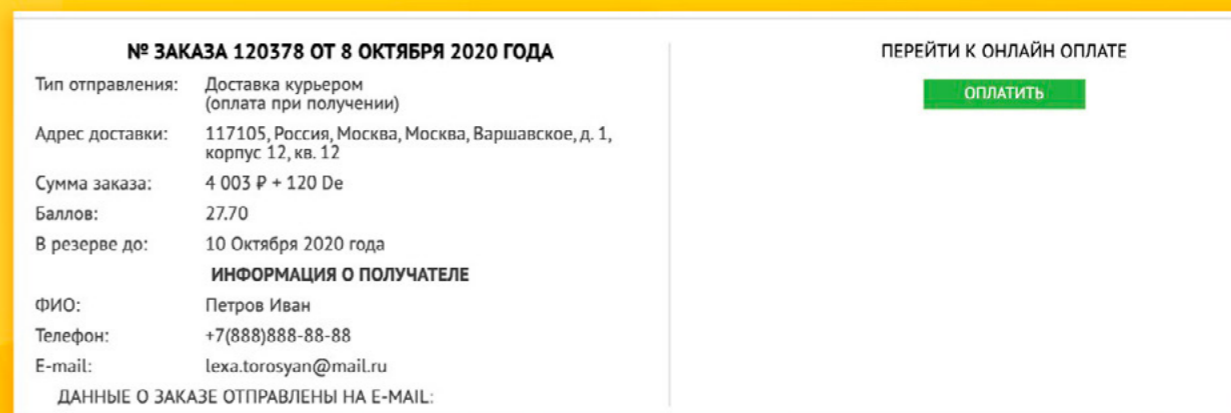 № ЗАКАЗА 120378 ОТ 8 ОКТЯБРЯ 2020 ГОДА
Тип отправления: Доставка курьером
(оплата при получении)
Адрес доставки: 117105, Россия, Москва, Москва, Варшавское, д. 1,
корпус 12, кв. 12
Сумма заказа: 4 003 ₽ + 120 De
Баллов: 27.70
В резерве до: 10 Октября 2020 года
ИНФОРМАЦИЯ О ПОЛУЧАТЕЛЕ
ФИО: Петров Иван
Телефон: +7(888)888-88-88
E-mail: lexa.torosyan@mail.ru
ДАННЫЕ О ЗАКАЗЕ ОТПРАВЛЕНЫ НА E-MAIL:
ПЕРЕЙТИ К ОНЛАЙН ОПЛАТЕ
ОПЛАТИТЬ